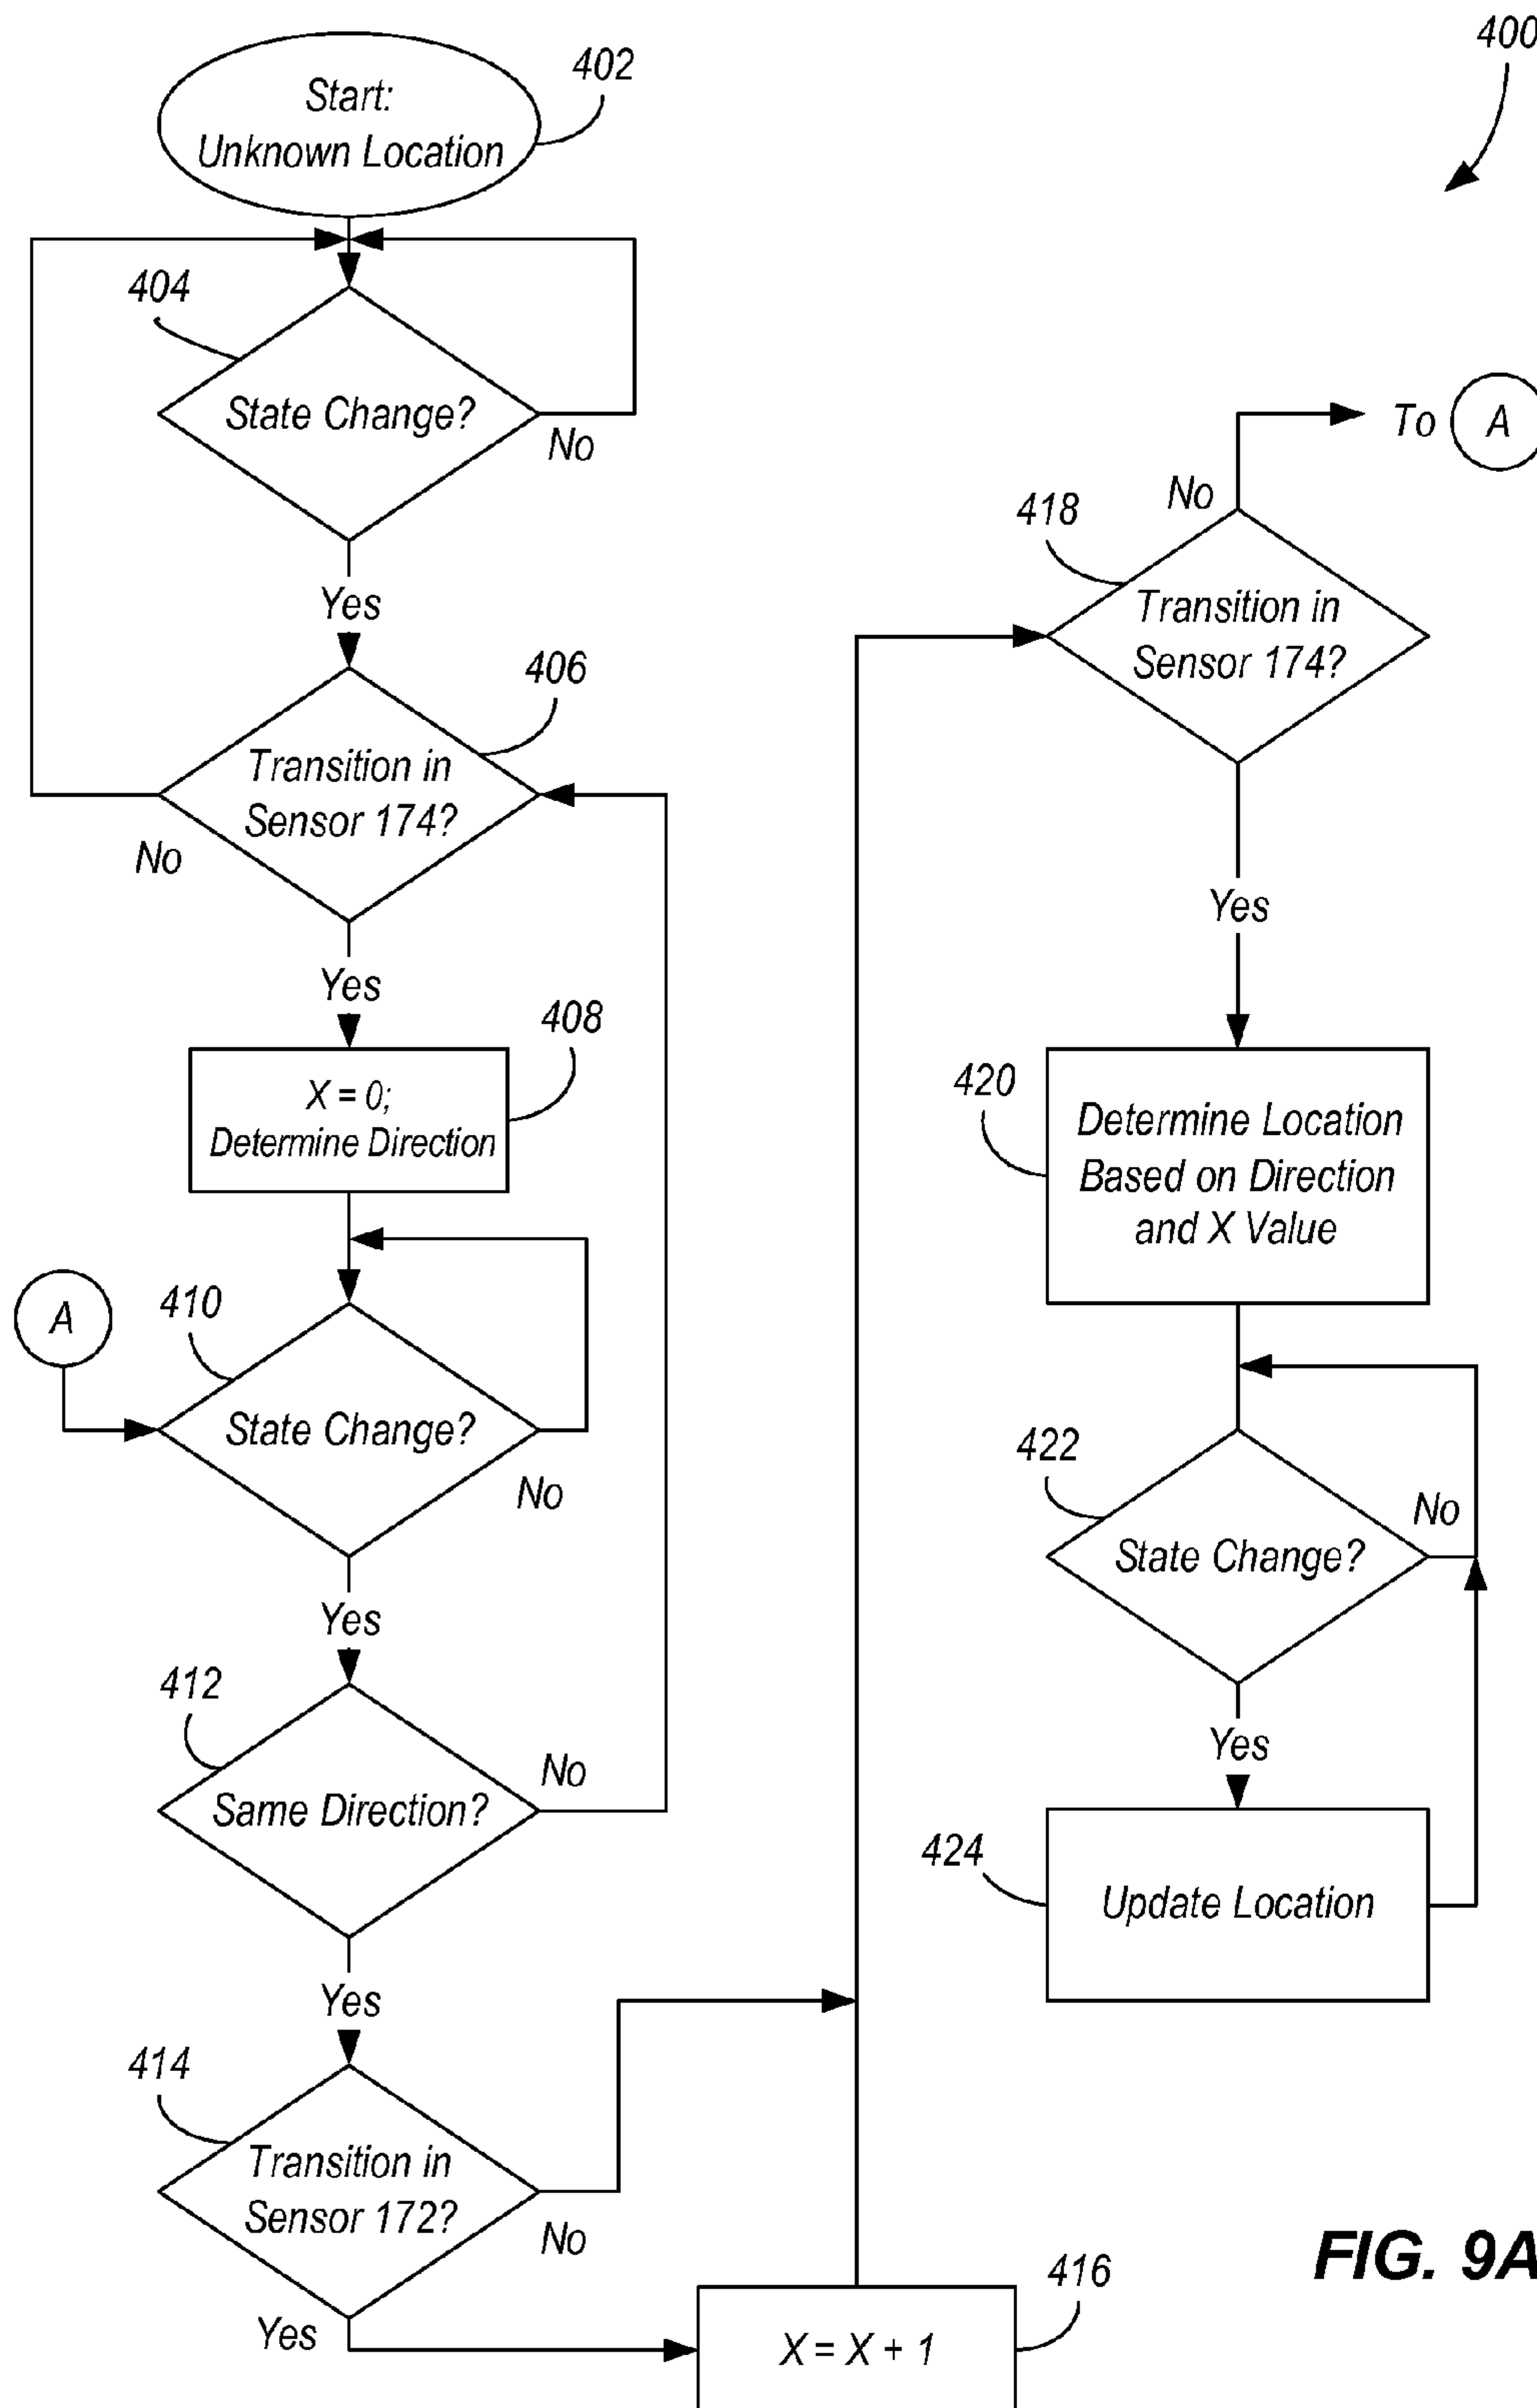 400
402
Start:
Unknown Location
404
State Change?
No
Yes
406
Transition in
Sensor 174?
No
Yes
408
X = 0;
Determine Direction
A
410
State Change?
No
Yes
412
Same Direction?
No
Yes
414
Transition in
Sensor 172?
No
Yes
416
X = X + 1
To A
No
418
Transition in
Sensor 174?
Yes
420
Determine Location
Based on Direction
and X Value
422
State Change?
No
Yes
424
Update Location
FIG. 9A